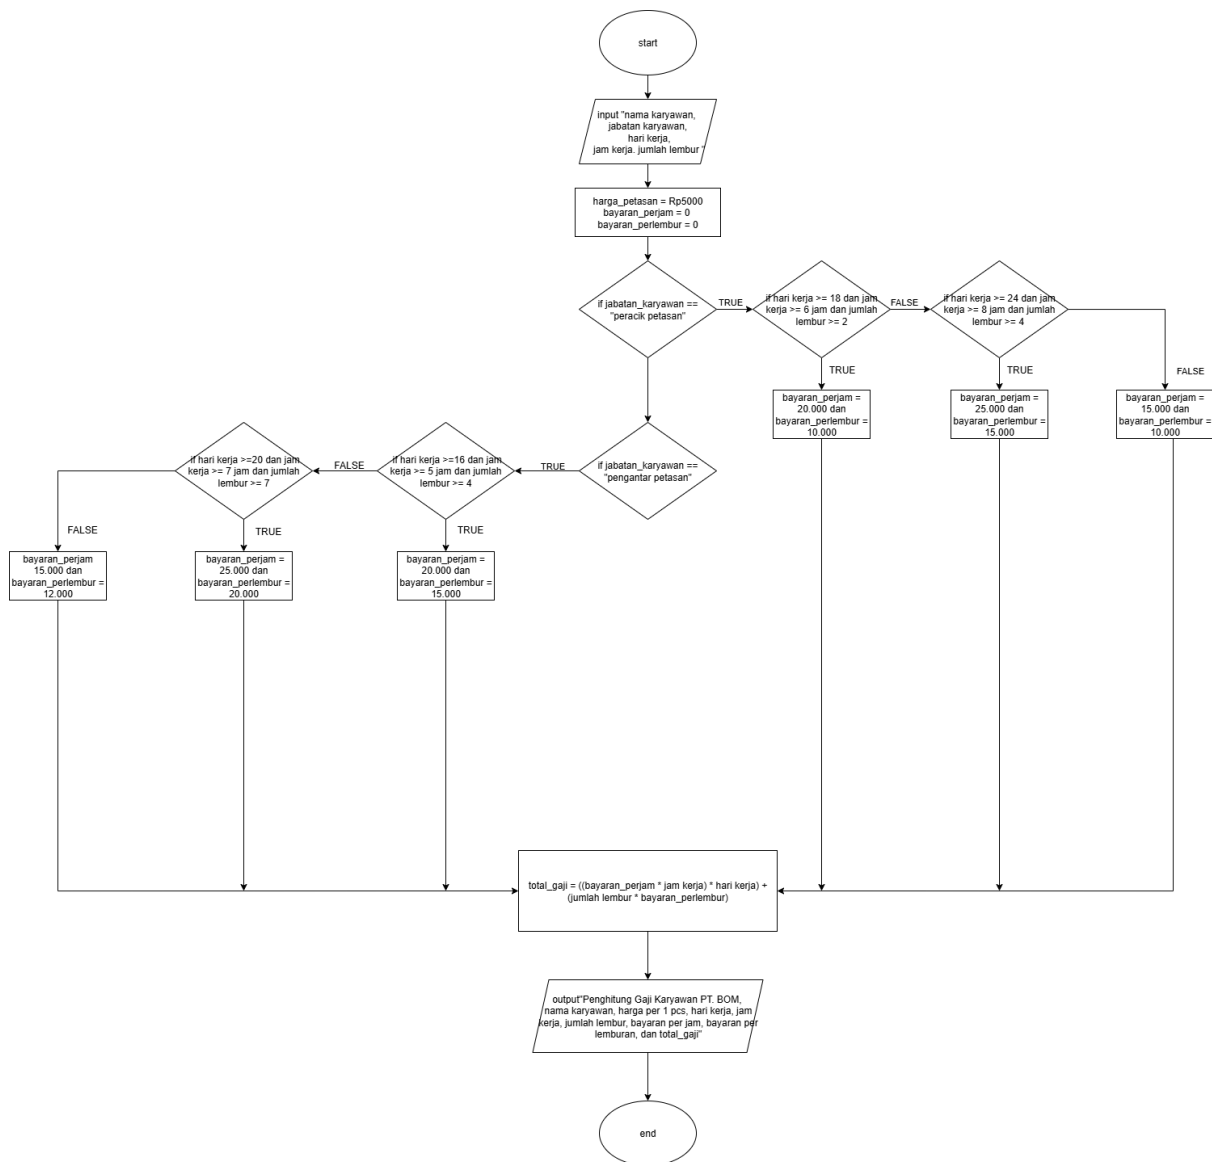 start
input "nama karyawan,
jabatan karyawan,
hari kerja,
jam kerja. jumlah lembur "
harga_petasan = Rp5000
bayaran_perjam = 0
bayaran_perlembur = 0
if jabatan_karyawan ==
"peracik petasan"
TRUE
if hari kerja >= 18 dan jam
kerja >= 6 jam dan jumlah
lembur >= 2
FALSE
if hari kerja >= 24 dan jam
kerja >= 8 jam dan jumlah
lembur >= 4
TRUE
TRUE
FALSE
bayaran_perjam =
20.000 dan
bayaran_perlembur =
10.000
bayaran_perjam =
25.000 dan
bayaran_perlembur =
15.000
bayaran_perjam =
15.000 dan
bayaran_perlembur =
10.000
if jabatan_karyawan ==
"pengantar petasan"
TRUE
if hari kerja >=16 dan jam
kerja >= 5 jam dan jumlah
lembur >= 4
FALSE
if hari kerja >=20 dan jam
kerja >= 7 jam dan jumlah
lembur >= 7
FALSE
TRUE
TRUE
bayaran_perjam
15.000 dan
bayaran_perlembur =
12.000
bayaran_perjam =
25.000 dan
bayaran_perlembur =
20.000
bayaran_perjam =
20.000 dan
bayaran_perlembur =
15.000
total_gaji = ((bayaran_perjam * jam kerja) * hari kerja) +
(jumlah lembur * bayaran_perlembur)
output"Penghitung Gaji Karyawan PT. BOM,
nama karyawan, harga per 1 pcs, hari kerja, jam
kerja, jumlah lembur, bayaran per jam, bayaran per
lemburan, dan total_gaji"
end